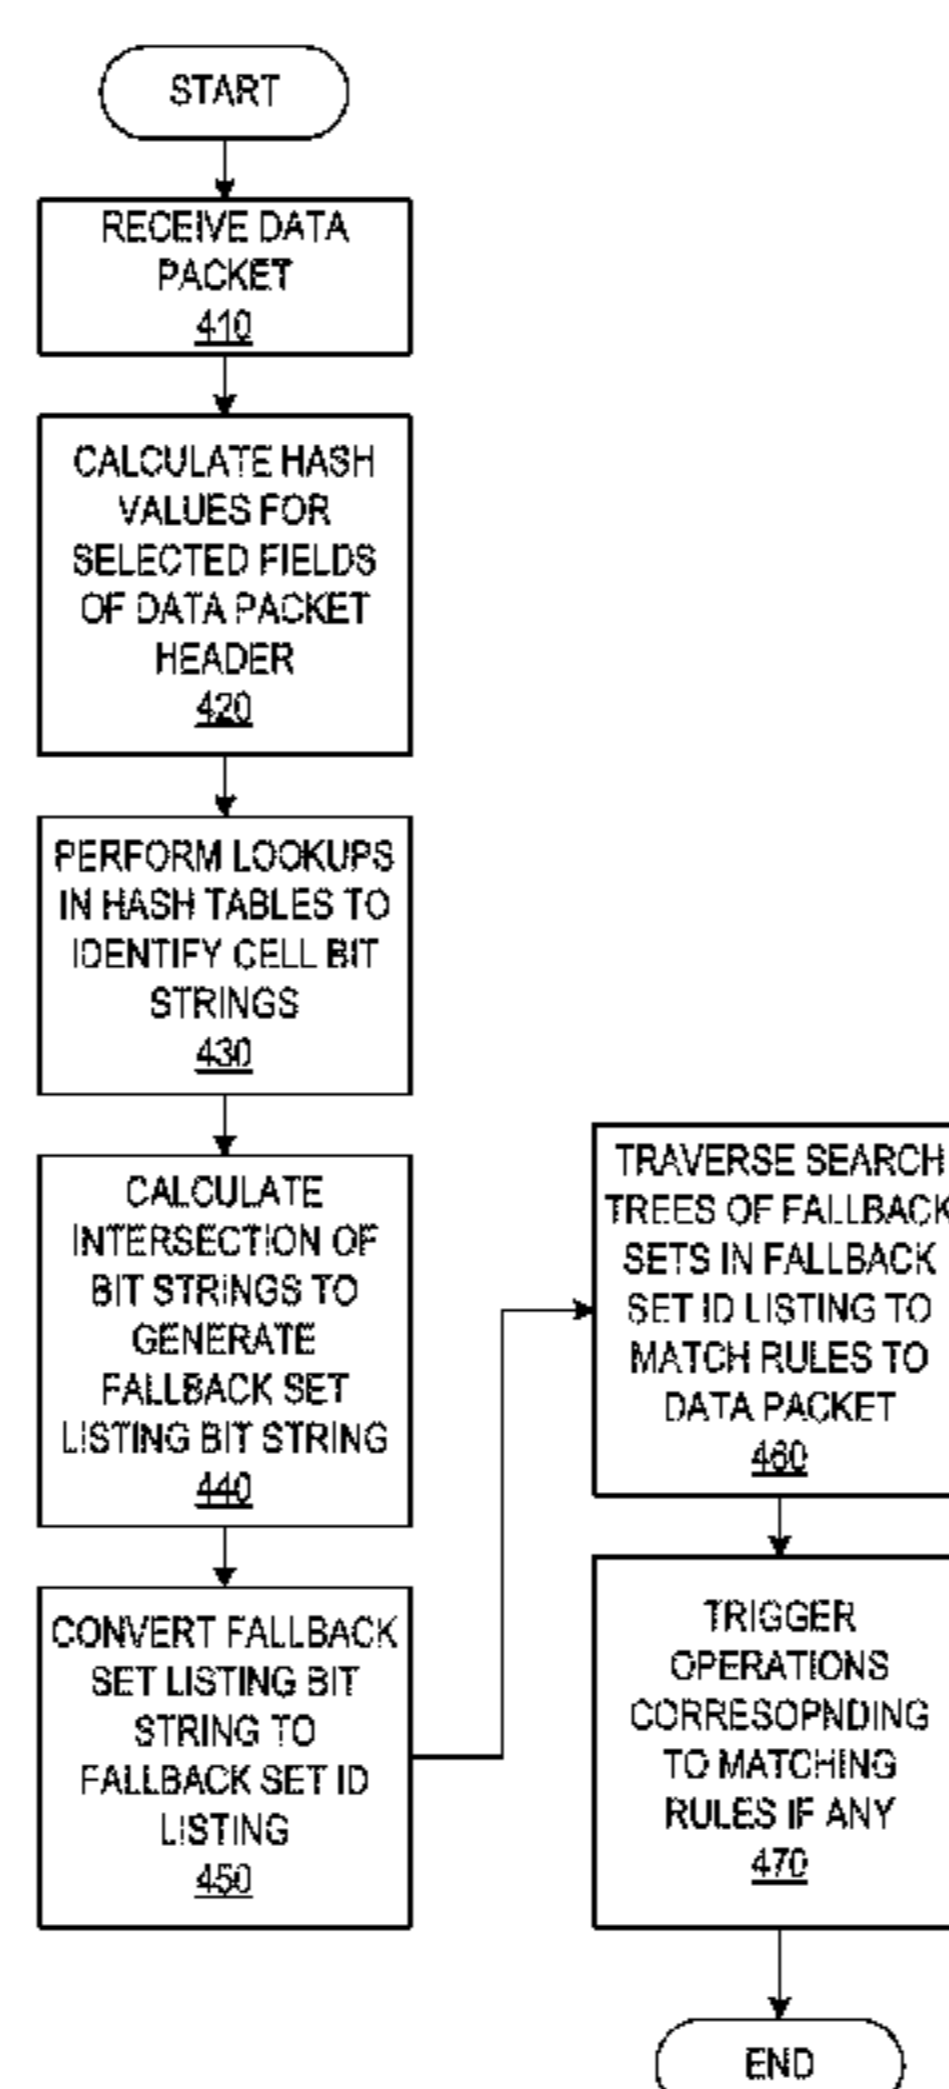 START
RECEIVE DATA
PACKET
410
CALCULATE HASH
VALUES FOR
SELECTED FIELDS
OF DATA PACKET
HEADER
420
PERFORM LOOKUPS
IN HASH TABLES TO
IDENTIFY CELL BIT
STRINGS
430
CALCULATE
INTERSECTION OF
BIT STRINGS TO
GENERATE
FALLBACK SET
LISTING BIT STRING
440
CONVERT FALLBACK
SET LISTING BIT
STRING TO
FALLBACK SET ID
LISTING
450
TRAVERSE SEARCH
TREES OF FALLBACK
SETS IN FALLBACK
SET ID LISTING TO
MATCH RULES TO
DATA PACKET
460
TRIGGER
OPERATIONS
CORRESOPNDING
TO MATCHING
RULES IF ANY
470
END